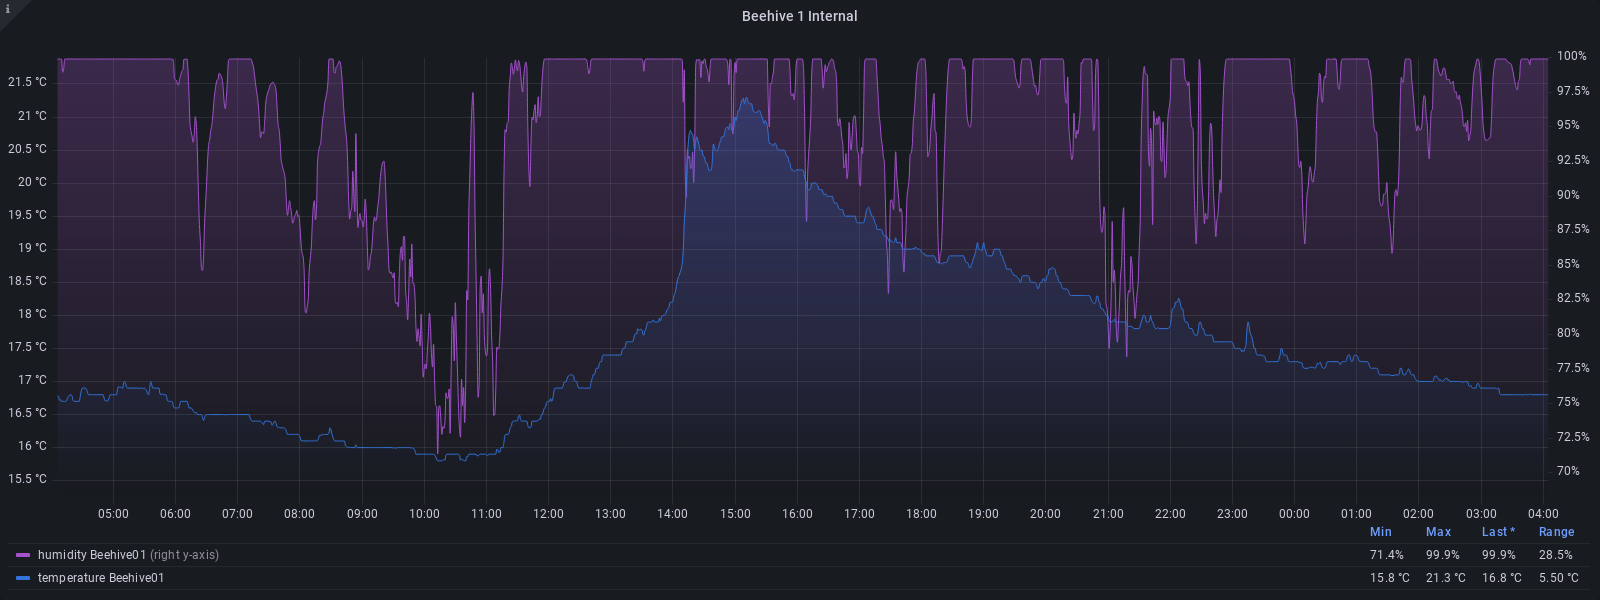 i
Beehive 1 Internal
21.5 °C
21 °C
20.5 °C
20 °C
19.5 °C
19 °C
18.5 °C
18 °C
17.5 °C
17 °C
16.5 °C
16 °C
15.5 °C
100%
97.5%
95%
92.5%
90%
87.5%
85%
82.5%
80%
77.5%
75%
72.5%
70%
05:00 06:00 07:00 08:00 09:00 10:00 11:00 12:00 13:00 14:00 15:00 16:00 17:00 18:00 19:00 20:00 21:00 22:00 23:00 00:00 01:00 02:00 03:00 04:00
Min Max Last * Range
humidity Beehive01 (right y-axis) 71.4% 99.9% 99.9% 28.5%
temperature Beehive01 15.8 °C 21.3 °C 16.8 °C 5.50 °C